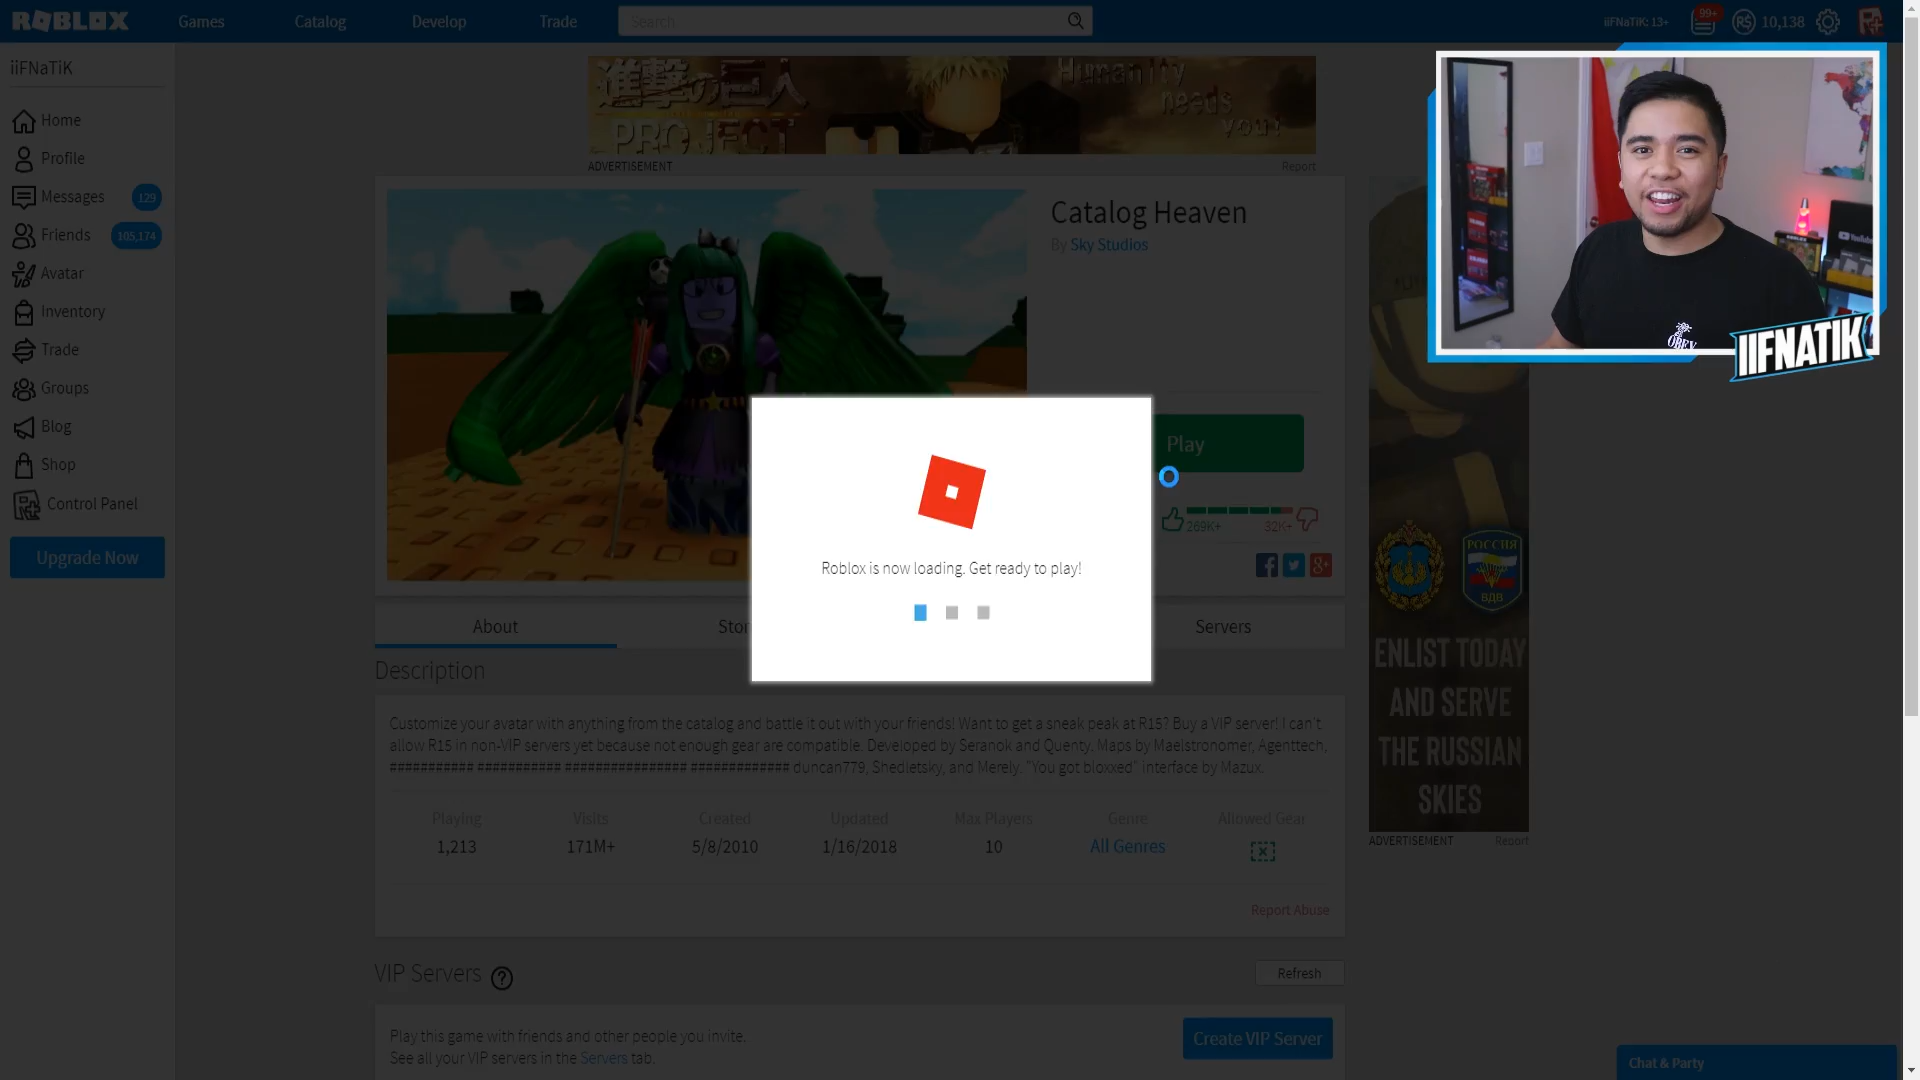 ROBLOX
Games
Catalog
Develop
Trade
Search
iiFNaTiK: 13+
99+
R$
10,138
iiFNaTiK
Home
Profile
Messages
129
Friends
105,174
Avatar
Inventory
Trade
Groups
Blog
Shop
Control Panel
Upgrade Now
進撃の巨人
PROJECT
Humanity
needs
you!
ADVERTISEMENT
Report
Catalog Heaven
By Sky Studios
YouTube
OBEY
IIFNATIK
Play
269K+
32K+
Roblox is now loading. Get ready to play!
About
Stor
Servers
Description
Customize your avatar with anything from the catalog and battle it out with your friends! Want to get a sneak peak at R15? Buy a VIP server! I can't
allow R15 in non-VIP servers yet because not enough gear are compatible. Developed by Seranok and Quenty. Maps by Maelstronomer, Agenttech,
########### ########### ################ ############# duncan779, Shedletsky, and Merely. "You got bloxxed" interface by Mazux.
Playing
Visits
Created
Updated
Max Players
Genre
Allowed Gear
1,213
171M+
5/8/2010
1/16/2018
10
All Genres
Report Abuse
РОССИЯ
ВДВ
ENLIST TODAY
AND SERVE
THE RUSSIAN
SKIES
ADVERTISEMENT
Report
VIP Servers
?
Refresh
Play this game with friends and other people you invite.
See all your VIP servers in the Servers tab.
Create VIP Server
Chat & Party